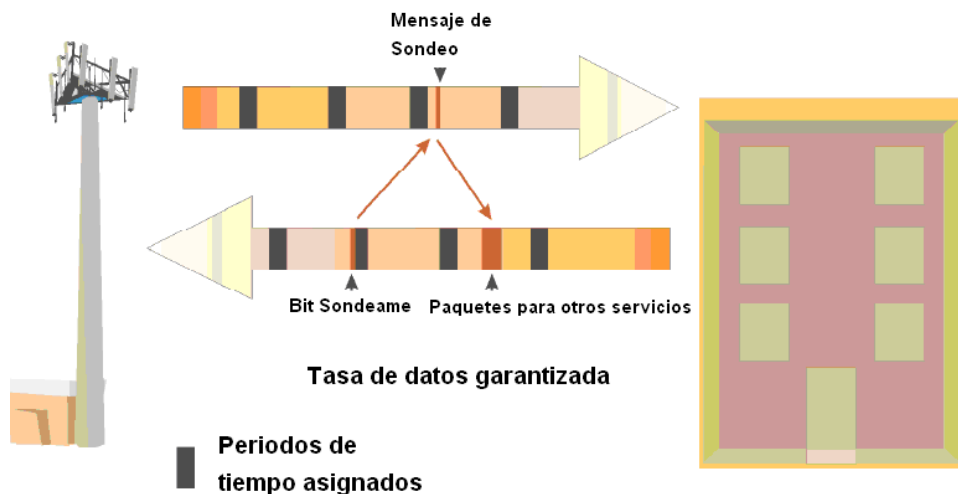 Mensaje de
Sondeo
Bit Sondeame
Paquetes para otros servicios
Tasa de datos garantizada
Periodos de
tiempo asignados